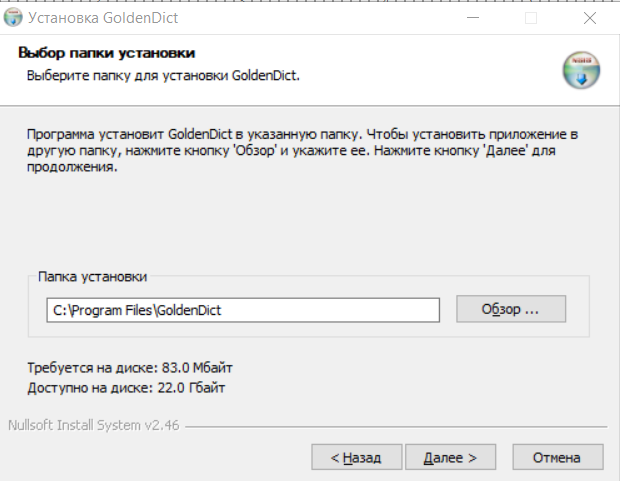 Установка GoldenDict
Выбор папки установки
Выберите папку для установки GoldenDict.
Программа установит GoldenDict в указанную папку. Чтобы установить приложение в
другую папку, нажмите кнопку 'Обзор' и укажите ее. Нажмите кнопку 'Далее' для
продолжения.
Папка установки
C:\Program Files\GoldenDict
Обзор ...
Требуется на диске: 83.0 Мбайт
Доступно на диске: 22.0 Гбайт
Nullsoft Install System v2.46
< Назад
Далее >
Отмена